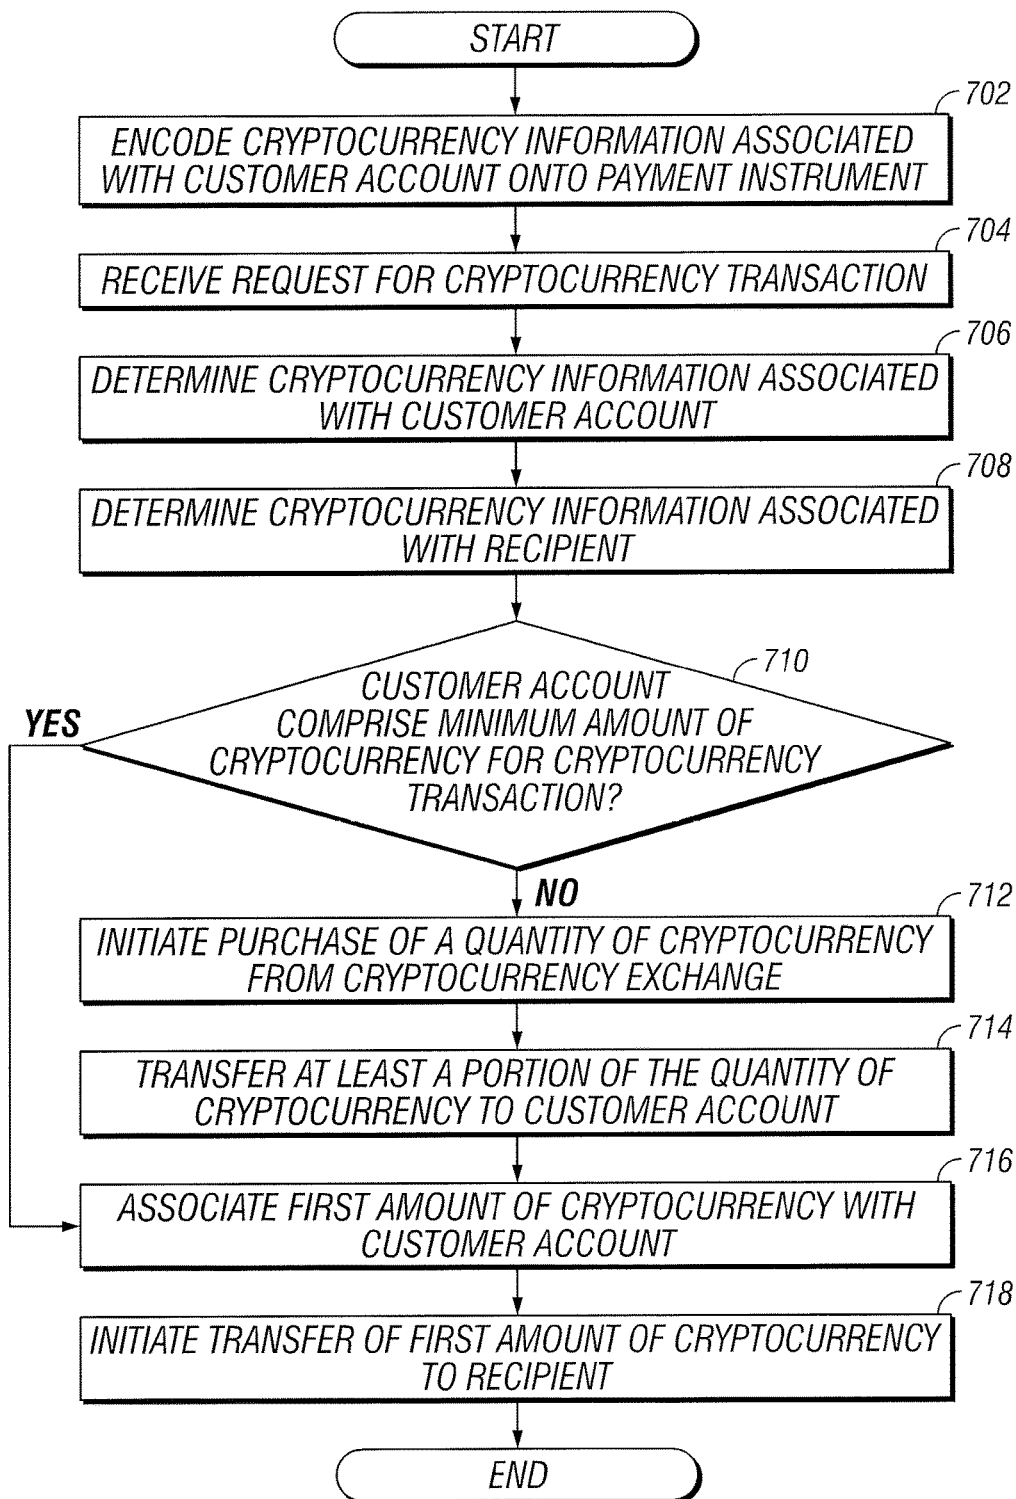 START
702
ENCODE CRYPTOCURRENCY INFORMATION ASSOCIATED
WITH CUSTOMER ACCOUNT ONTO PAYMENT INSTRUMENT
704
RECEIVE REQUEST FOR CRYPTOCURRENCY TRANSACTION
706
DETERMINE CRYPTOCURRENCY INFORMATION ASSOCIATED
WITH CUSTOMER ACCOUNT
708
DETERMINE CRYPTOCURRENCY INFORMATION ASSOCIATED
WITH RECIPIENT
710
CUSTOMER ACCOUNT
COMPRISE MINIMUM AMOUNT OF
CRYPTOCURRENCY FOR CRYPTOCURRENCY
TRANSACTION?
YES
NO
712
INITIATE PURCHASE OF A QUANTITY OF CRYPTOCURRENCY
FROM CRYPTOCURRENCY EXCHANGE
714
TRANSFER AT LEAST A PORTION OF THE QUANTITY OF
CRYPTOCURRENCY TO CUSTOMER ACCOUNT
716
ASSOCIATE FIRST AMOUNT OF CRYPTOCURRENCY WITH
CUSTOMER ACCOUNT
718
INITIATE TRANSFER OF FIRST AMOUNT OF CRYPTOCURRENCY
TO RECIPIENT
END